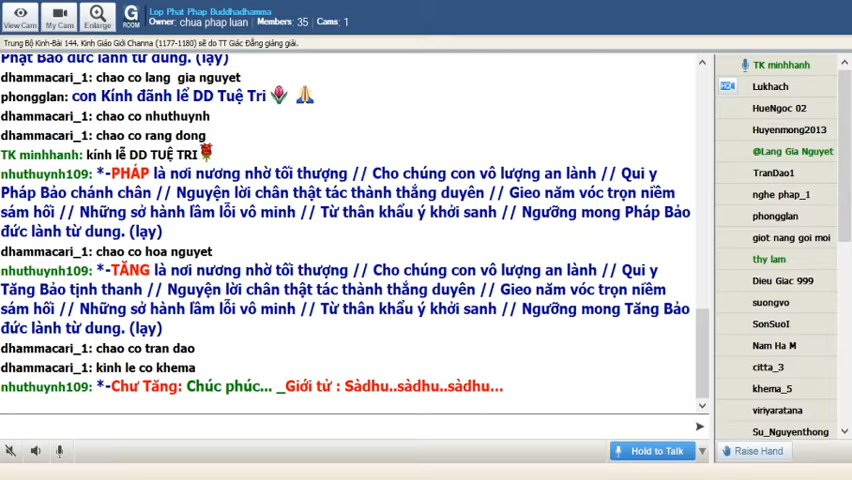 Lop Phat Phap Buddhadhamma
Owner: chua phap luan Members: 35 Cams: 1
View Cam My Cams Enlarge G ROOM
Trung Bộ Kinh-Bài 144. Kinh Giáo Giới Channa (1177-1180) sẽ do TT Giác Đẳng giảng giải.
Phật Bảo đức lành từ dung. (lạy)
dhammacari_1: chao co lang gia nguyet
phongglan: con Kính đãnh lể DD Tuệ Tri
dhammacari_1: chao co nhuthuynh
dhammacari_1: chao co rang dong
TK minhhanh: kính lễ DD TUỆ TRI
nhuthuynh109: *-PHÁP là nơi nương nhờ tối thượng // Cho chúng con vô lượng an lành // Qui y
Pháp Bảo chánh chân // Nguyện lời chân thật tác thành thắng duyên // Gieo năm vóc trọn niềm
sám hối // Những sở hành lầm lỗi vô minh // Từ thân khẩu ý khởi sanh // Ngưỡng mong Pháp Bảo
đức lành từ dung. (lạy)
dhammacari_1: chao co hoa nguyet
nhuthuynh109: *-TĂNG là nơi nương nhờ tối thượng // Cho chúng con vô lượng an lành // Qui y
Tăng Bảo tịnh thanh // Nguyện lời chân thật tác thành thắng duyên // Gieo năm vóc trọn niềm
sám hối // Những sở hành lầm lỗi vô minh // Từ thân khẩu ý khởi sanh // Ngưỡng mong Tăng Bảo
đức lành từ dung. (lạy)
dhammacari_1: chao co tran dao
dhammacari_1: kinh le co khema
nhuthuynh109: *-Chư Tăng: Chúc phúc... _Giới tử : Sàdhu..sàdhu..sàdhu...
Hold to Talk
TK minhhanh
Lukhach
HueNgoc 02
Huyenmong2013
@Lang Gia Nguyet
TranDao1
nghe phap_1
phongglan
giot nang goi moi
thy lam
Dieu Giac 999
suongvo
SonSuoI
Nam Ha M
citta_3
khema_5
viriyaratana
Su_Nguyenthong
Raise Hand